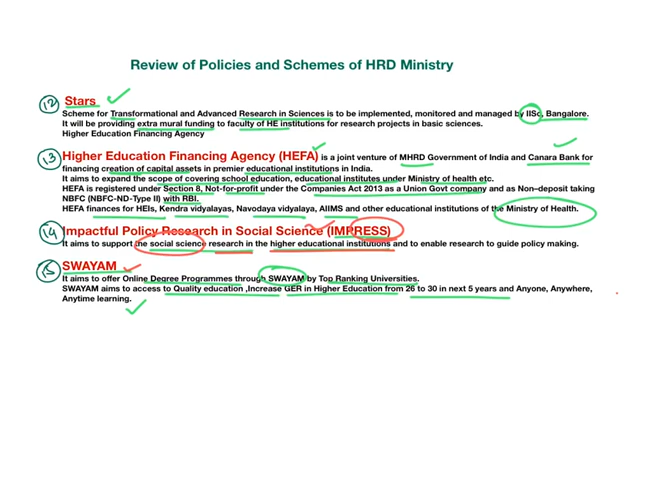 Review of Policies and Schemes of HRD Ministry
12 Stars
Scheme for Transformational and Advanced Research in Sciences is to be implemented, monitored and managed by IISc, Bangalore.
It will be providing extra mural funding to faculty of HE institutions for research projects in basic sciences.
Higher Education Financing Agency
13 Higher Education Financing Agency (HEFA) is a joint venture of MHRD Government of India and Canara Bank for
financing creation of capital assets in premier educational institutions in India.
It aims to expand the scope of covering school education, educational institutes under Ministry of health etc.
HEFA is registered under Section 8, Not-for-profit under the Companies Act 2013 as a Union Govt company and as Non–deposit taking
NBFC (NBFC-ND-Type II) with RBI.
HEFA finances for HEIs, Kendra vidyalayas, Navodaya vidyalaya, AIIMS and other educational institutions of the Ministry of Health.
14 Impactful Policy Research in Social Science (IMPRESS)
It aims to support the social science research in the higher educational institutions and to enable research to guide policy making.
15 SWAYAM
It aims to offer Online Degree Programmes through SWAYAM by Top Ranking Universities.
SWAYAM aims to access to Quality education ,Increase GER in Higher Education from 26 to 30 in next 5 years and Anyone, Anywhere,
Anytime learning.